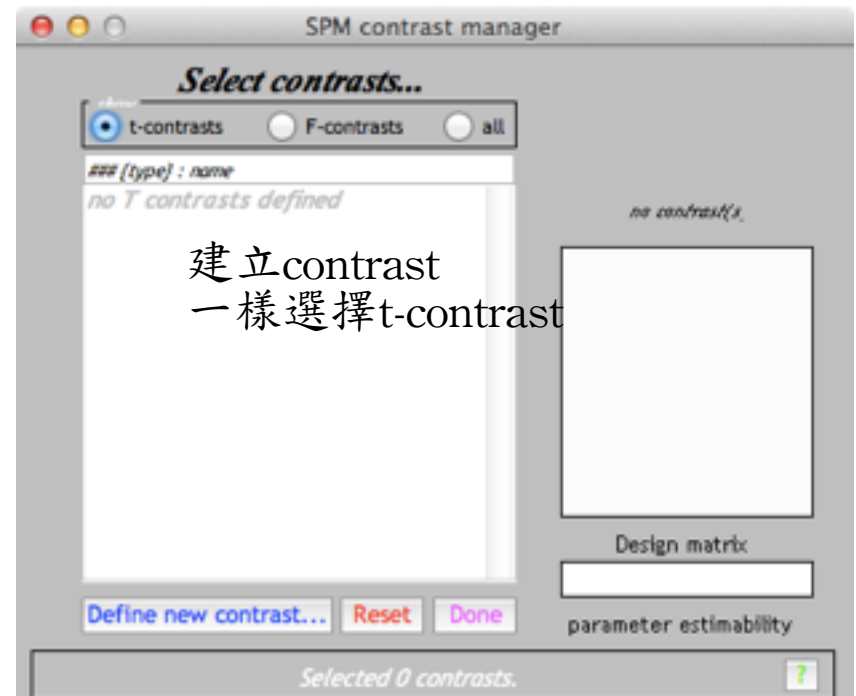 SPM contrast manager
Select contrasts...
t-contrasts F-contrasts all
### {type} : name
no T contrasts defined
no contrast(s
建立contrast
一樣選擇t-contrast
Design matrix
Define new contrast... Reset Done
parameter estimability
Selected 0 contrasts.
?